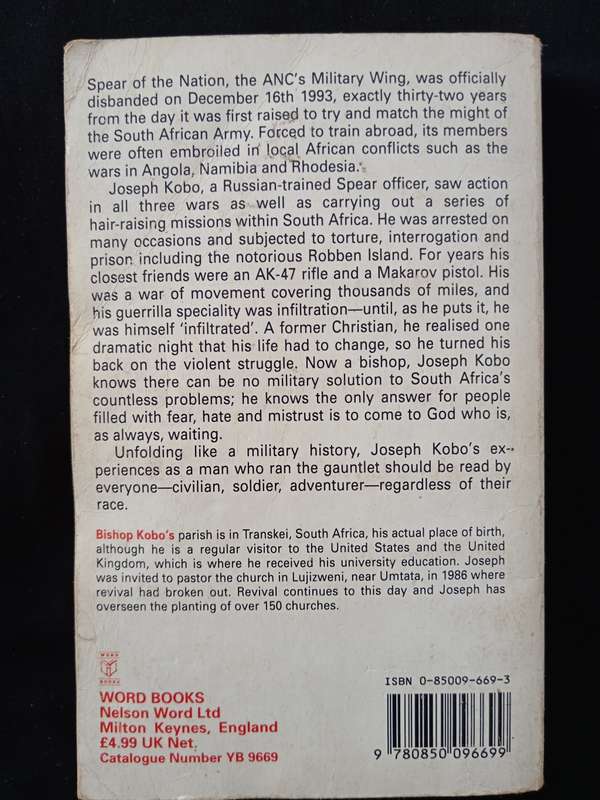 Spear of the Nation, the ANC's Military Wing, was officially
disbanded on December 16th 1993, exactly thirty-two years
from the day it was first raised to try and match the might of
the South African Army. Forced to train abroad, its members
were often embroiled in local African conflicts such as the
wars in Angola, Namibia and Rhodesia.
Joseph Kobo, a Russian-trained Spear officer, saw action
in all three wars as well as carrying out a series of
hair-raising missions within South Africa. He was arrested on
many occasions and subjected to torture, interrogation and
prison including the notorious Robben Island. For years his
closest friends were an AK-47 rifle and a Makarov pistol. His
was a war of movement covering thousands of miles, and
his guerrilla speciality was infiltration—until, as he puts it, he
was himself 'infiltrated'. A former Christian, he realised one
dramatic night that his life had to change, so he turned his
back on the violent struggle. Now a bishop, Joseph Kobo
knows there can be no military solution to South Africa's
countless problems; he knows the only answer for people
filled with fear, hate and mistrust is to come to God who is,
as always, waiting.
Unfolding like a military history, Joseph Kobo's ex-
periences as a man who ran the gauntlet should be read by
everyone—civilian, soldier, adventurer—regardless of their
race.
Bishop Kobo's parish is in Transkei, South Africa, his actual place of birth,
although he is a regular visitor to the United States and the United
Kingdom, which is where he received his university education. Joseph
was invited to pastor the church in Lujizweni, near Umtata, in 1986 where
revival had broken out. Revival continues to this day and Joseph has
overseen the planting of over 150 churches.
WORD
BOOKS
WORD BOOKS
Nelson Word Ltd
Milton Keynes, England
£4.99 UK Net
Catalogue Number YB 9669
ISBN 0-85009-669-3
9 780850 096699